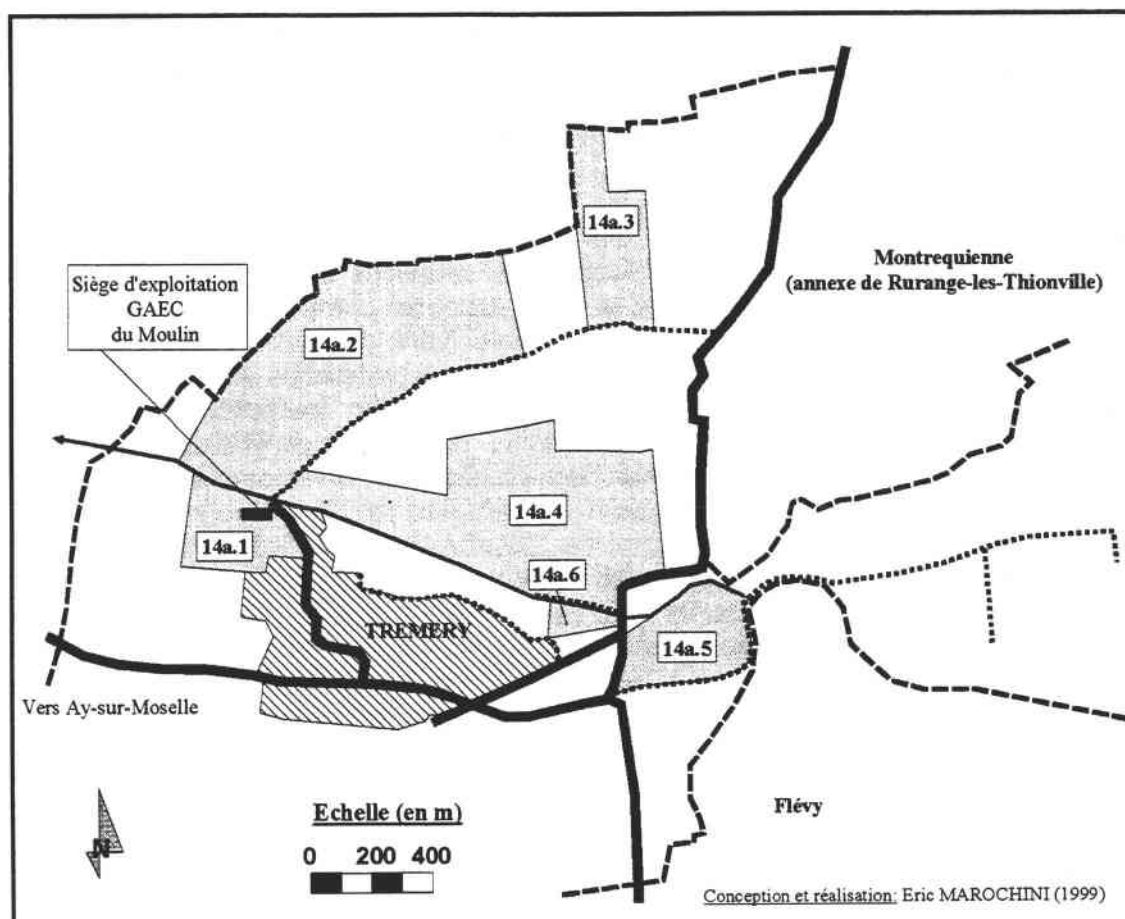 14a.3
Montrequienne
(annexe de Rurange-les-Thionville)
Siège d'exploitation
GAEC
du Moulin
14a.2
14a.4
14a.1
14a.6
TREMERY
14a.5
Vers Ay-sur-Moselle
Flévy
Echelle (en m)
N
0 200 400
Conception et réalisation: Eric MAROCHINI (1999)